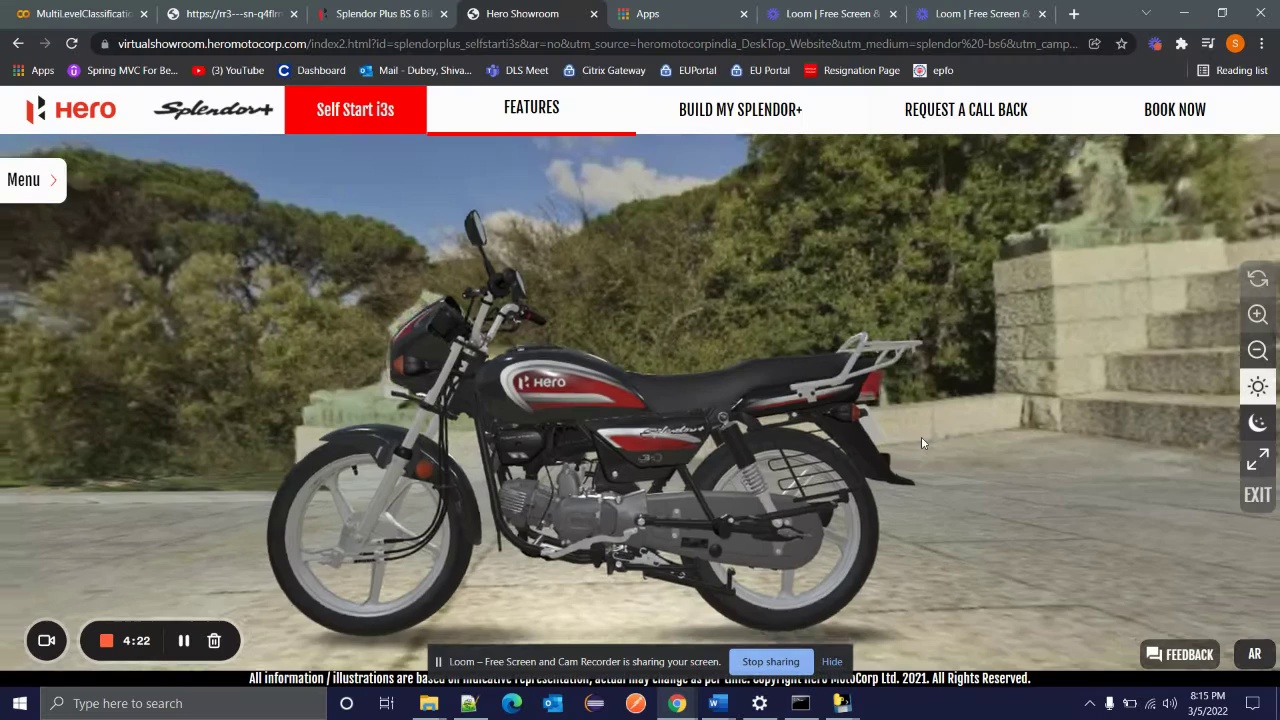 MultiLevelClassificati
https://rr3---sn-q4flrn
Splendor Plus BS 6 Bik
Hero Showroom
Apps
Loom | Free Screen &
Loom | Free Screen &
virtualshowroom.heromotocorp.com/index2.html?id=splendorplus_selfstarti3s&at=no&utm_source=heromotocorpindia_DeskTop_Website&utm_medium=splendor%20-bs6&utm_camp...
Apps
Spring MVC For Be...
(3) YouTube
Dashboard
Mail - Dubey, Shiva...
DLS Meet
Citrix Gateway
EUPortal
EU Portal
Resignation Page
epfo
Reading list
Hero
Splendor+
Self Start i3s
FEATURES
BUILD MY SPLENDOR+
REQUEST A CALL BACK
BOOK NOW
Menu
Hero
Splendor+
i3s
EXIT
4:22
Loom – Free Screen and Cam Recorder is sharing your screen.
Stop sharing
Hide
FEEDBACK
AR
All information / illustrations are based on indicative representation, actual may change as per time. Copyright Hero MotoCorp Ltd. 2021. All Rights Reserved.
Type here to search
8:15 PM
3/5/2022